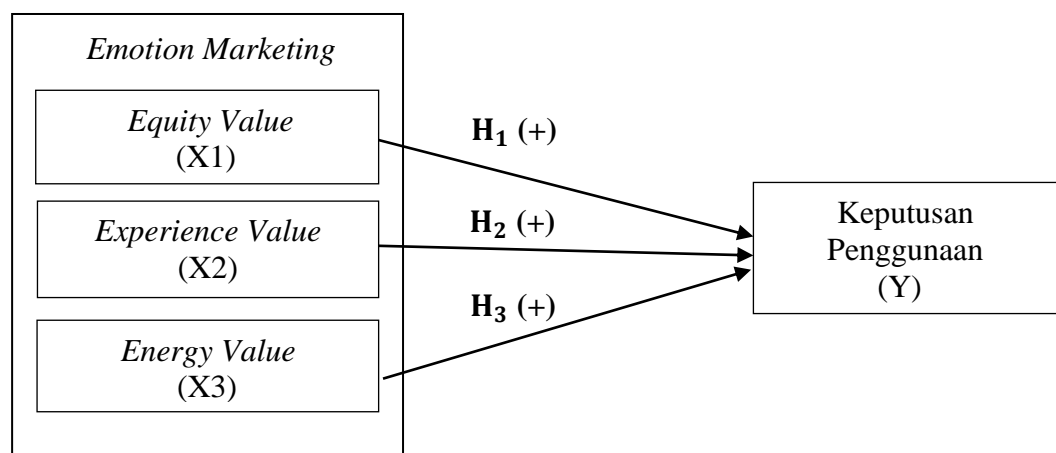 Emotion Marketing
Equity Value
(X1)
Experience Value
(X2)
Energy Value
(X3)
H₁ (+)
H₂ (+)
H₃ (+)
Keputusan
Penggunaan
(Y)